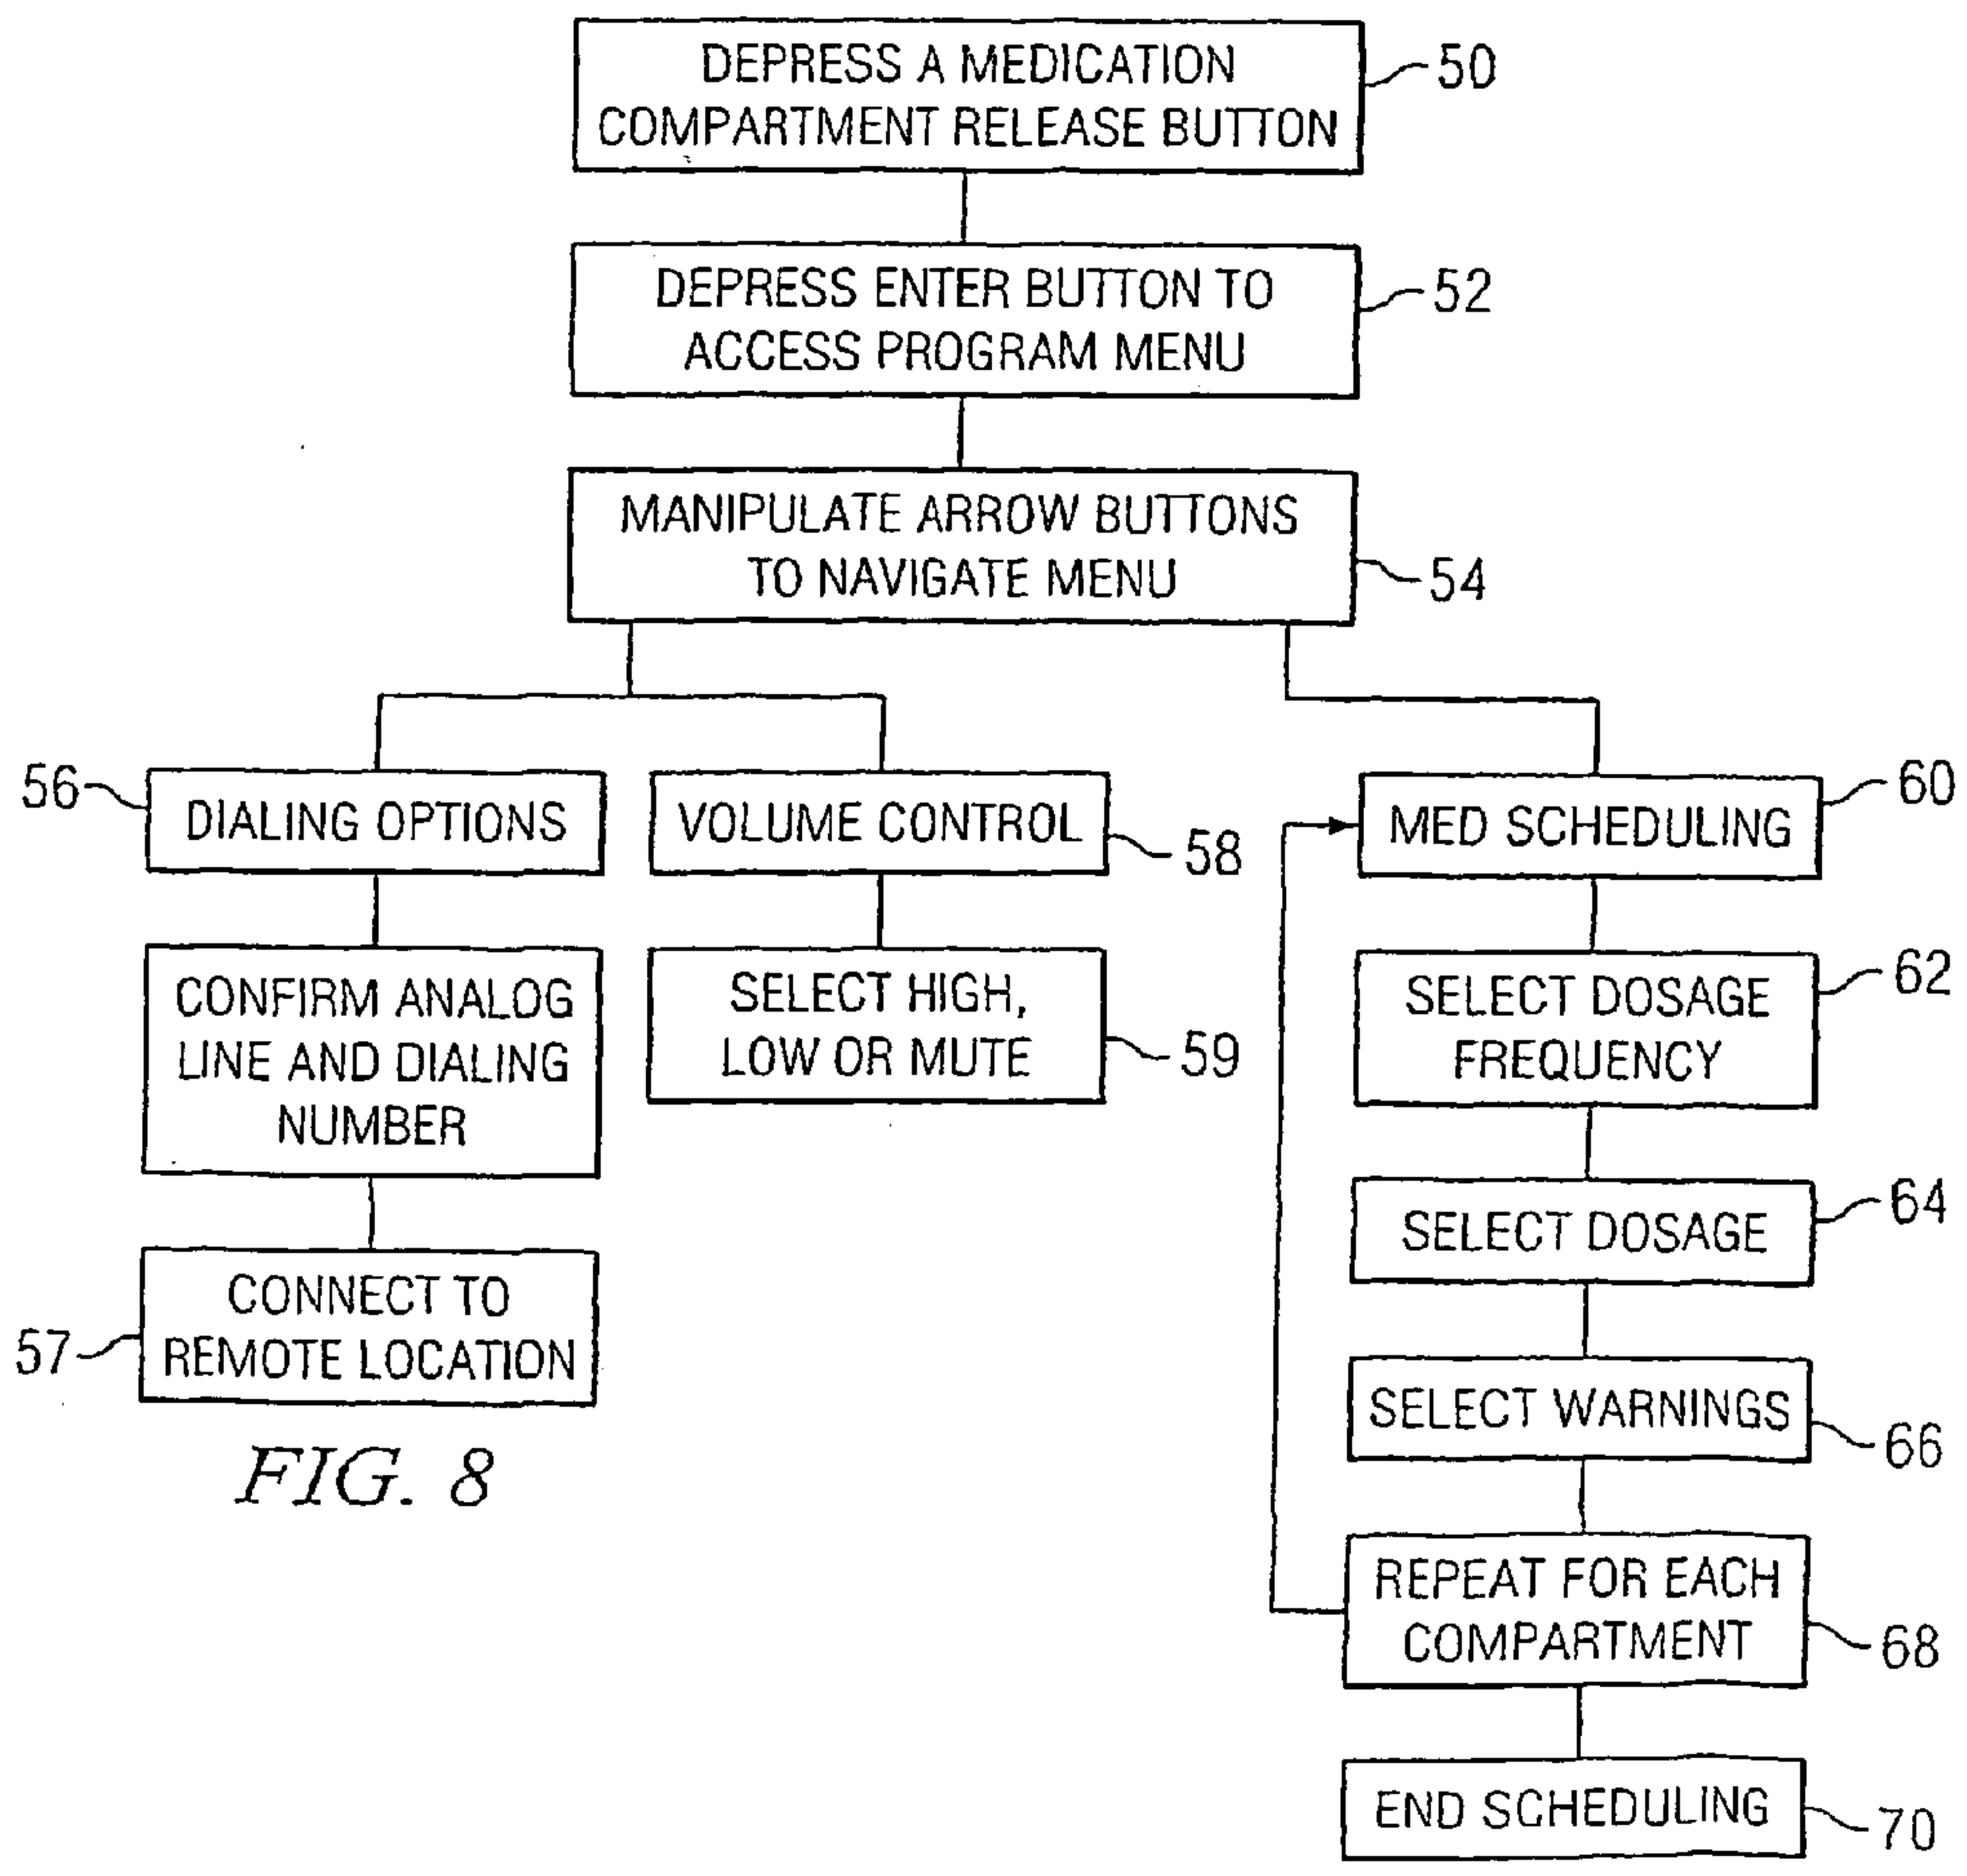 DEPRESS A MEDICATION
COMPARTMENT RELEASE BUTTON
50
DEPRESS ENTER BUTTON TO
ACCESS PROGRAM MENU
52
MANIPULATE ARROW BUTTONS
TO NAVIGATE MENU
54
56
DIALING OPTIONS
CONFIRM ANALOG
LINE AND DIALING
NUMBER
CONNECT TO
REMOTE LOCATION
57
VOLUME CONTROL
58
SELECT HIGH,
LOW OR MUTE
59
MED SCHEDULING
60
SELECT DOSAGE
FREQUENCY
62
SELECT DOSAGE
64
SELECT WARNINGS
66
REPEAT FOR EACH
COMPARTMENT
68
END SCHEDULING
70
FIG. 8